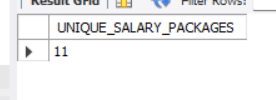 Result Grid Filter Rows:
UNIQUE_SALARY_PACKAGES
11